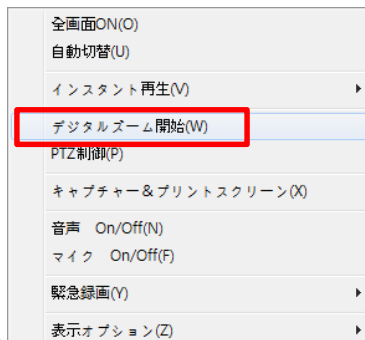 全画面ON(O)
自動切替(U)
インスタント再生(V)
デジタルズーム開始(W)
PTZ制御(P)
キャプチャー&プリントスクリーン(X)
音声 On/Off(N)
マイク On/Off(F)
緊急録画(Y)
表示オプション(Z)